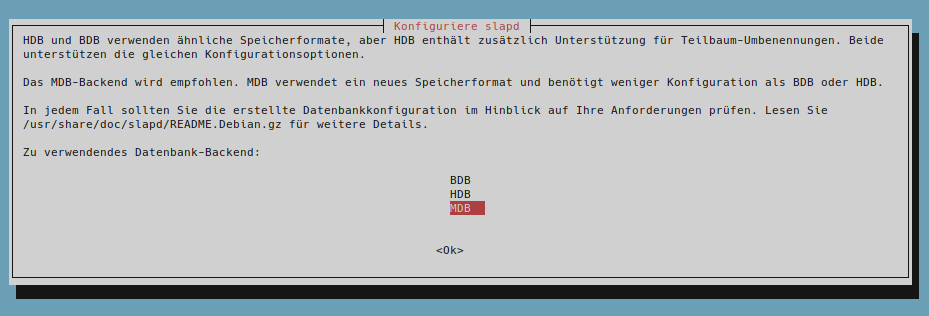 Konfiguriere slapd
HDB und BDB verwenden ähnliche Speicherformate, aber HDB enthält zusätzlich Unterstützung für Teilbaum-Umbenennungen. Beide
unterstützen die gleichen Konfigurationsoptionen.
Das MDB-Backend wird empfohlen. MDB verwendet ein neues Speicherformat und benötigt weniger Konfiguration als BDB oder HDB.
In jedem Fall sollten Sie die erstellte Datenbankkonfiguration im Hinblick auf Ihre Anforderungen prüfen. Lesen Sie
/usr/share/doc/slapd/README.Debian.gz für weitere Details.
Zu verwendendes Datenbank-Backend:
BDB
HDB
MDB
<Ok>